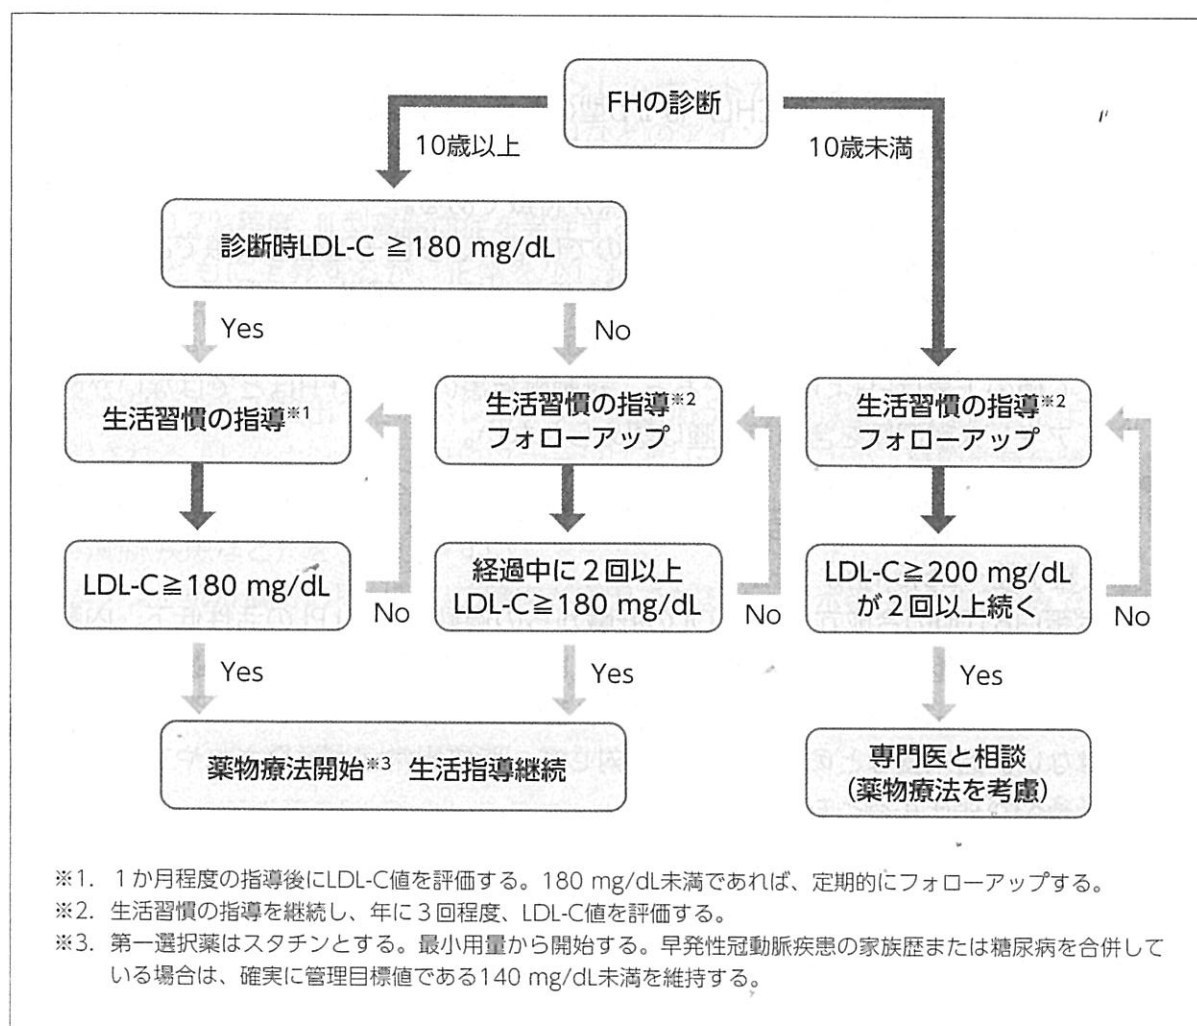 FHの診断
10歳以上
10歳未満
診断時LDL-C ≧180 mg/dL
Yes
No
生活習慣の指導※1
生活習慣の指導※2
フォローアップ
生活習慣の指導※2
フォローアップ
LDL-C≧180 mg/dL
No
経過中に2回以上
LDL-C≧180 mg/dL
No
LDL-C≧200 mg/dL
が2回以上続く
No
Yes
Yes
Yes
薬物療法開始※3 生活指導継続
専門医と相談
(薬物療法を考慮)
※1. 1か月程度の指導後にLDL-C値を評価する。180 mg/dL未満であれば、定期的にフォローアップする。
※2. 生活習慣の指導を継続し、年に3回程度、LDL-C値を評価する。
※3. 第一選択薬はスタチンとする。最小用量から開始する。早発性冠動脈疾患の家族歴または糖尿病を合併して
いる場合は、確実に管理目標値である140 mg/dL未満を維持する。